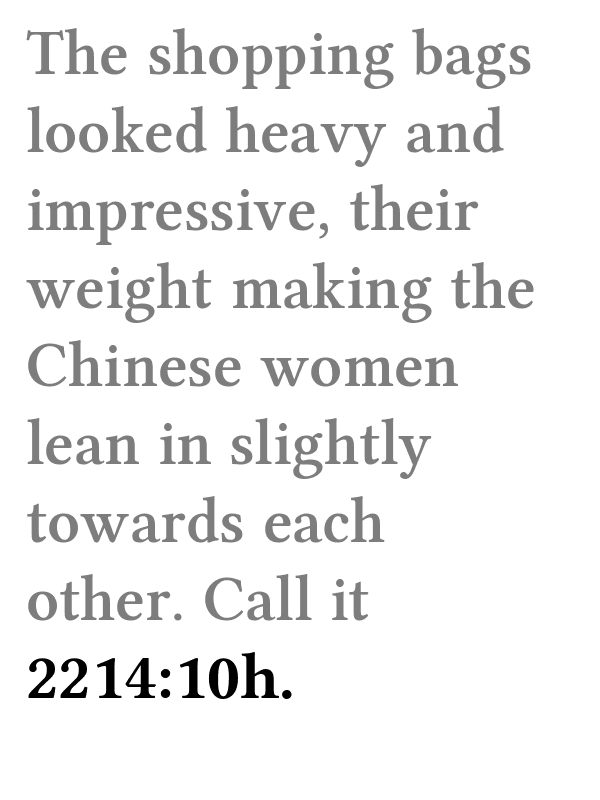 The shopping bags
looked heavy and
impressive, their
weight making the
Chinese women
lean in slightly
towards each
other. Call it
2214:10h.